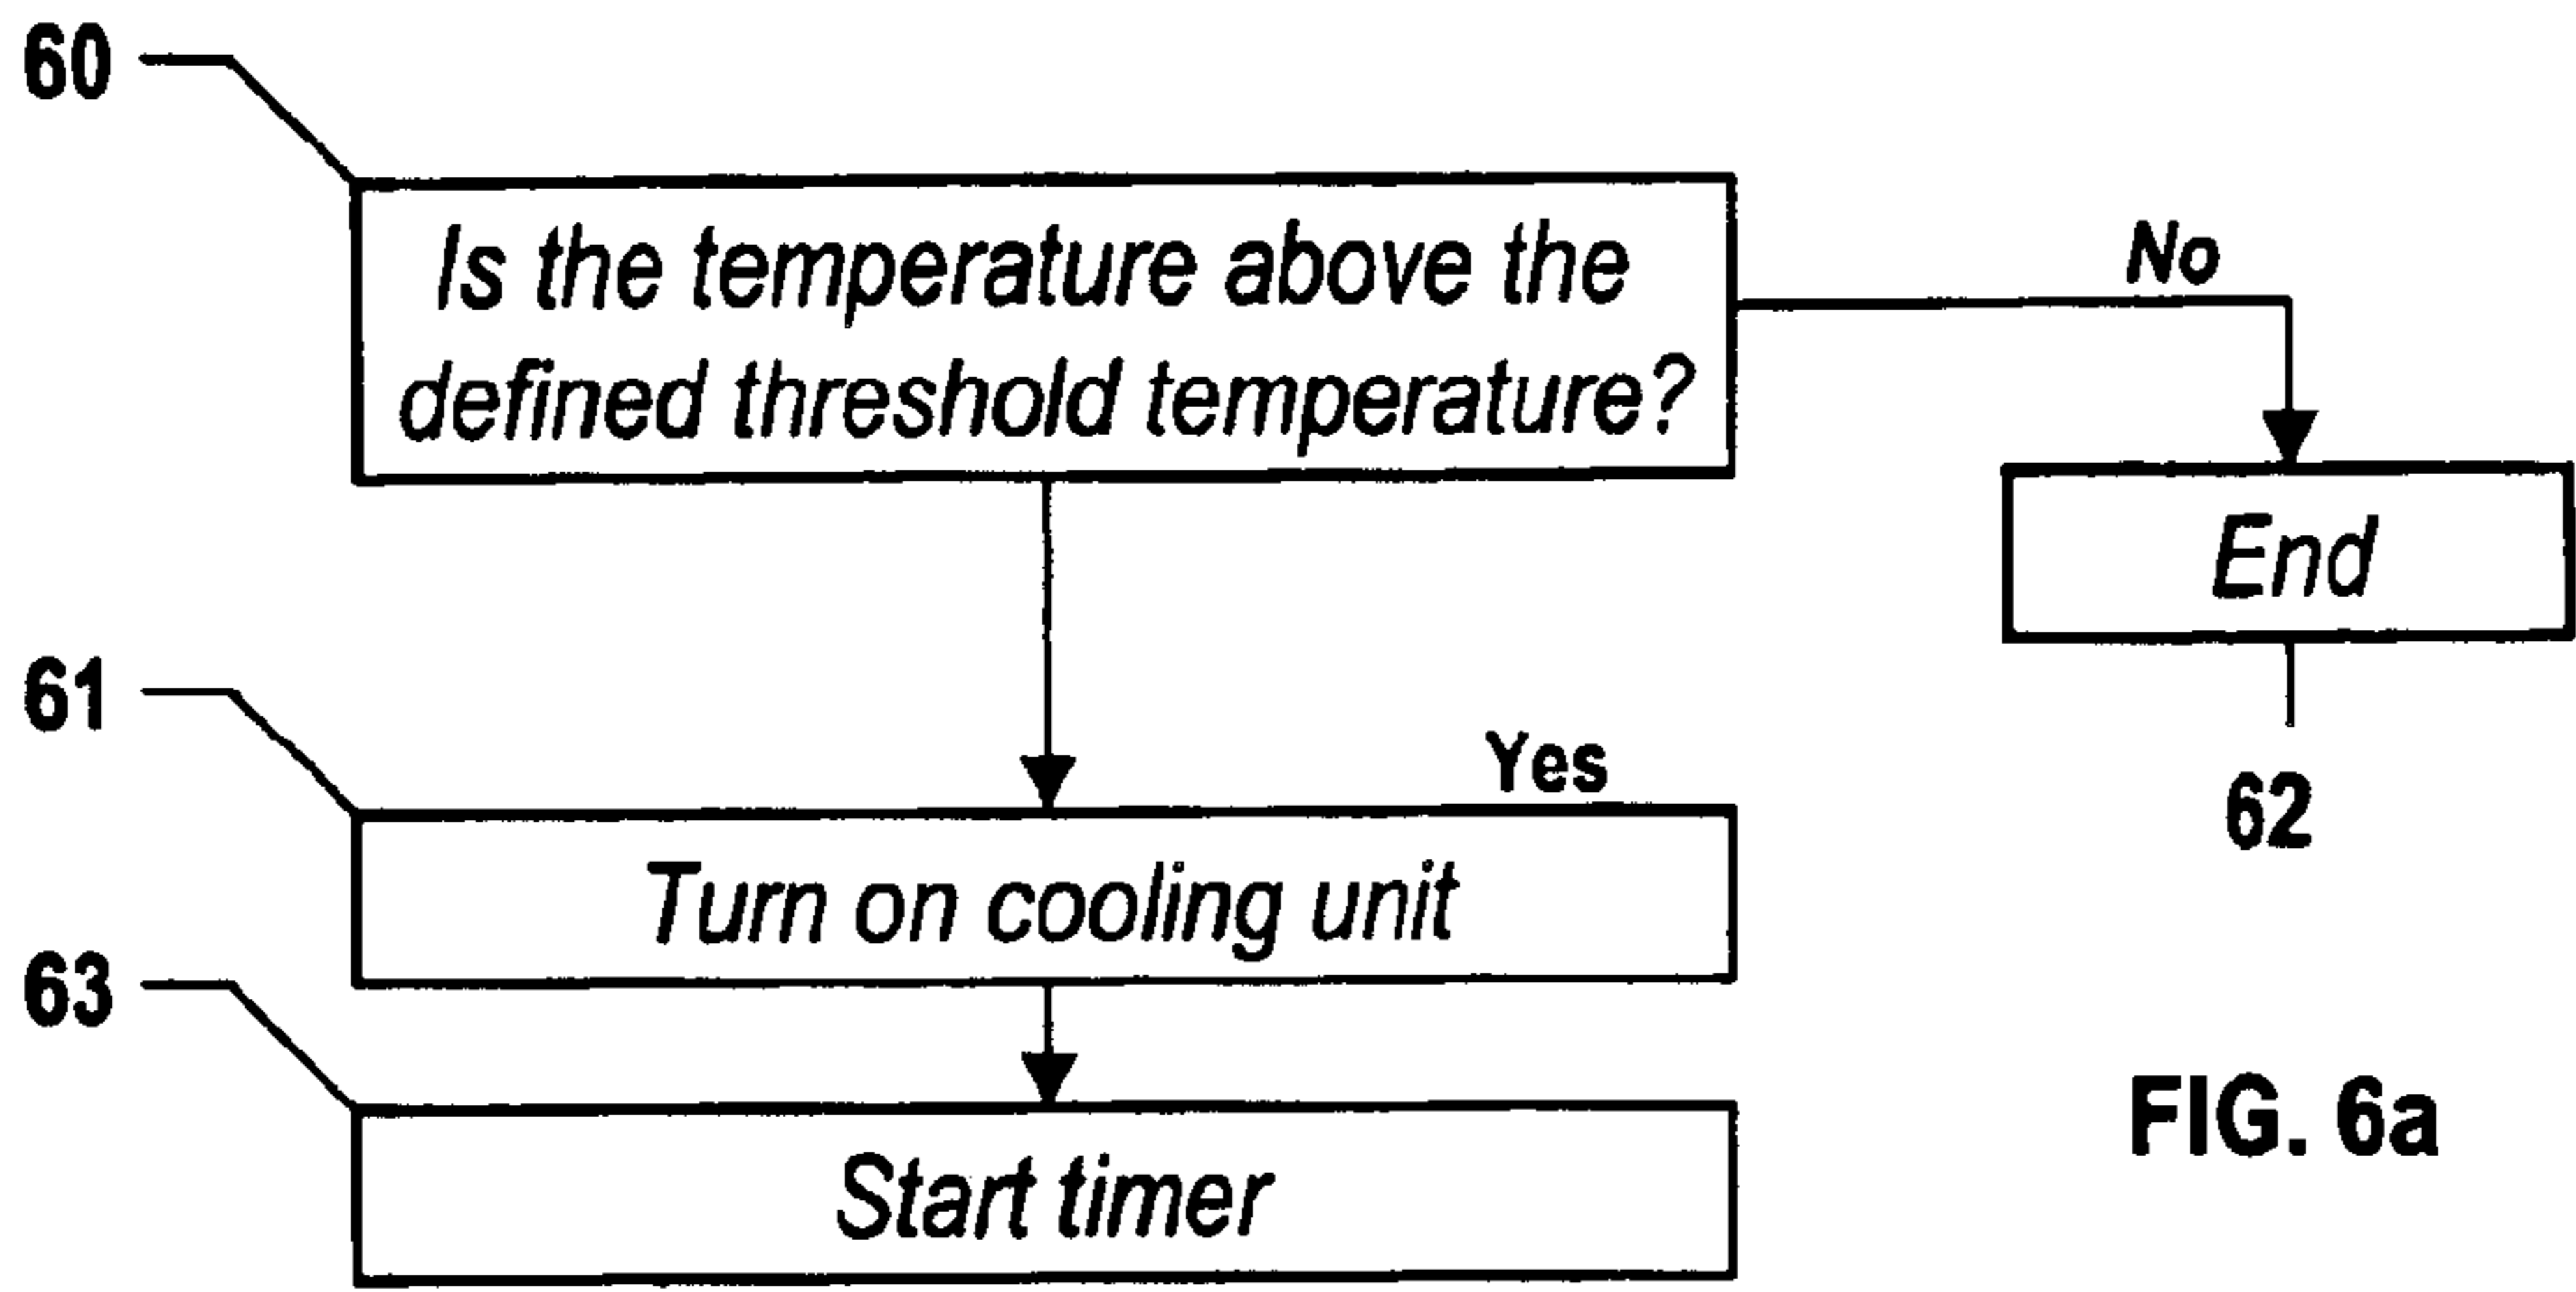 60
Is the temperature above the
defined threshold temperature?
No
End
62
61
Yes
Turn on cooling unit
63
Start timer
FIG. 6a